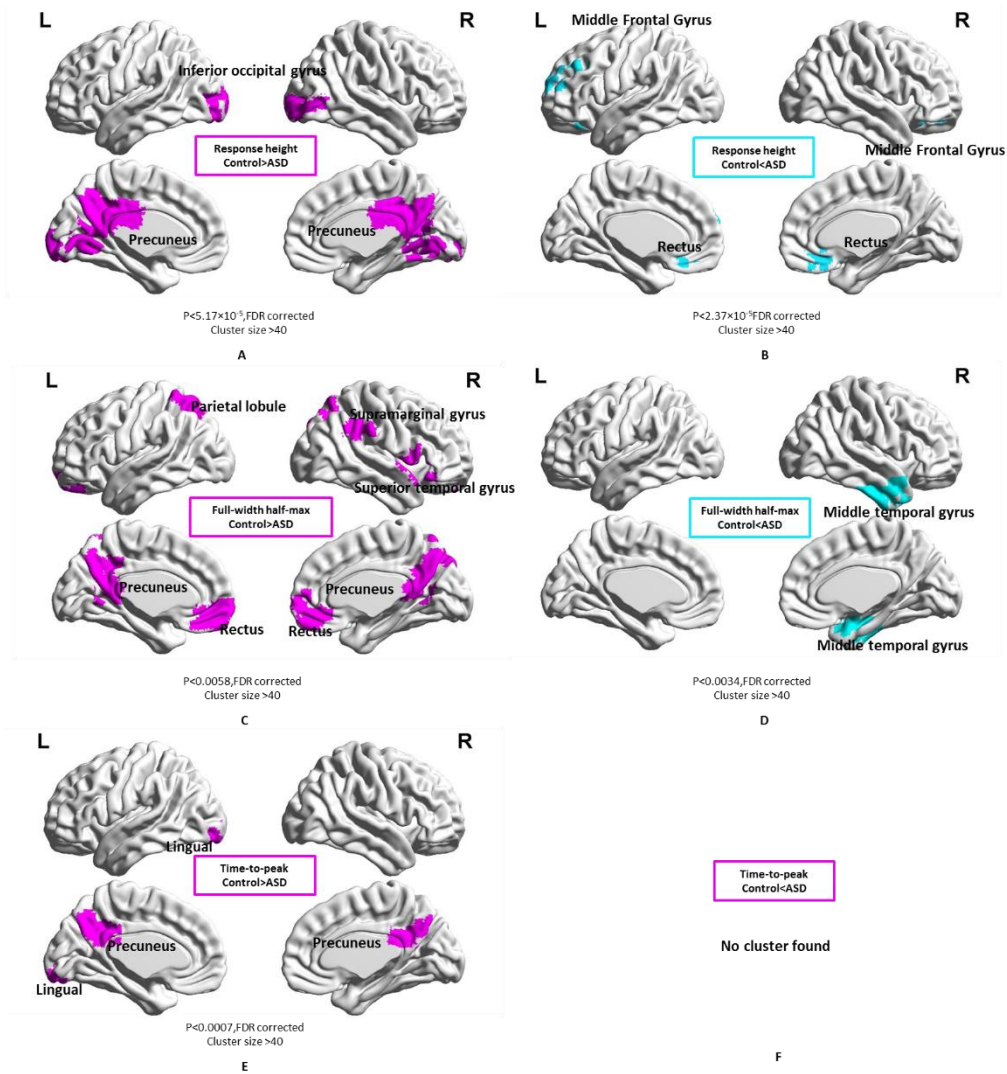 L
R
Inferior occipital gyrus
Response height
Control>ASD
Precuneus
Precuneus
P<5.17×10⁻⁵,FDR corrected
Cluster size >40
A
L
Middle Frontal Gyrus
R
Middle Frontal Gyrus
Response height
Control<ASD
Rectus
Rectus
P<2.37×10⁻⁵FDR corrected
Cluster size >40
B
L
R
Parietal lobule
Supramarginal gyrus
Superior temporal gyrus
Full-width half-max
Control>ASD
Precuneus
Precuneus
Rectus
Rectus
P<0.0058,FDR corrected
Cluster size >40
C
L
R
Middle temporal gyrus
Full-width half-max
Control<ASD
Middle temporal gyrus
P<0.0034,FDR corrected
Cluster size >40
D
L
R
Lingual
Time-to-peak
Control>ASD
Precuneus
Precuneus
Lingual
P<0.0007,FDR corrected
Cluster size >40
E
Time-to-peak
Control<ASD
No cluster found
F